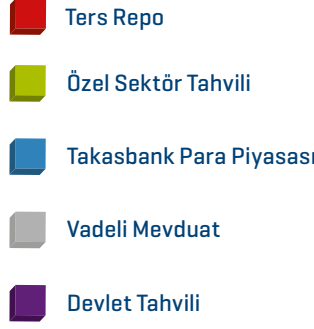 Ters Repo
Özel Sektör Tahvili
Takasbank Para Piyasası
Vadeli Mevduat
Devlet Tahvili